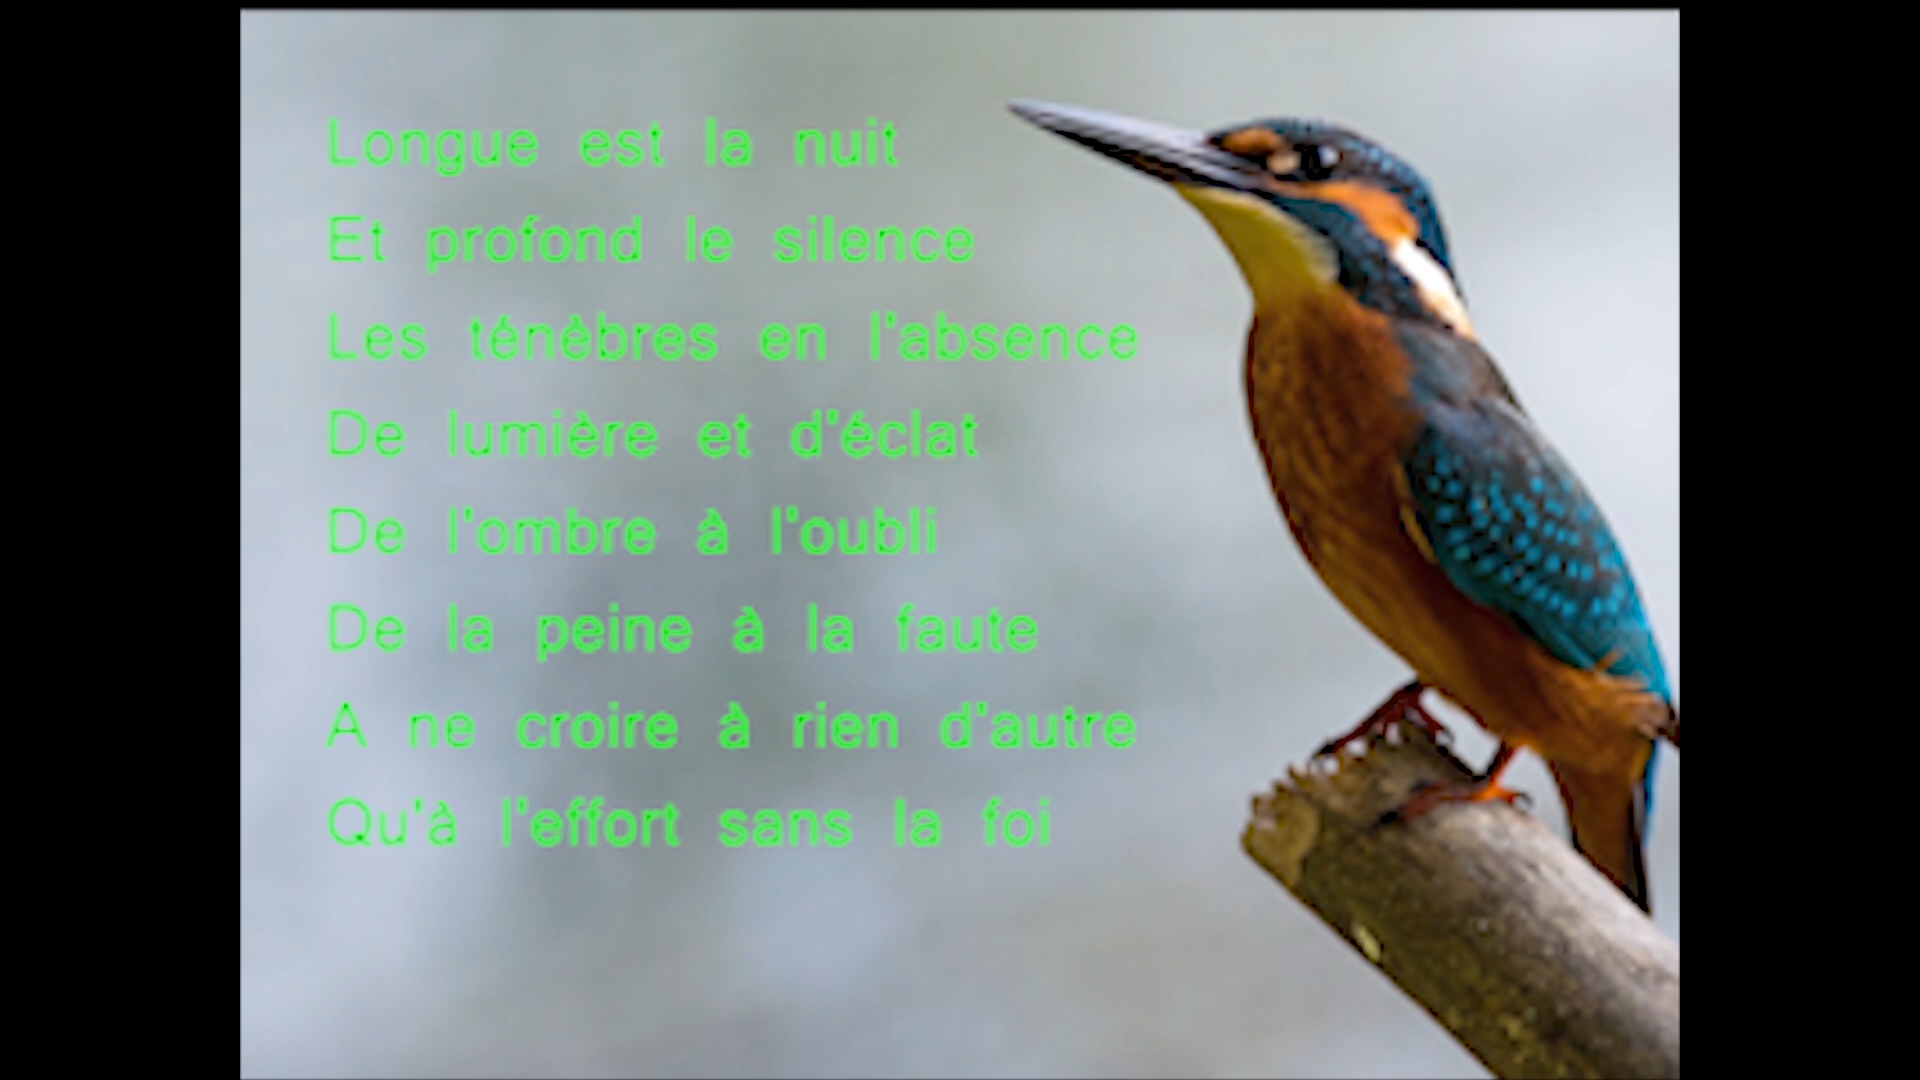 Longue est la nuit
Et profond le silence
Les ténèbres en l'absence
De lumière et d'éclat
De l'ombre à l'oubli
De la peine à la faute
A ne croire à rien d'autre
Qu'à l'effort sans la foi